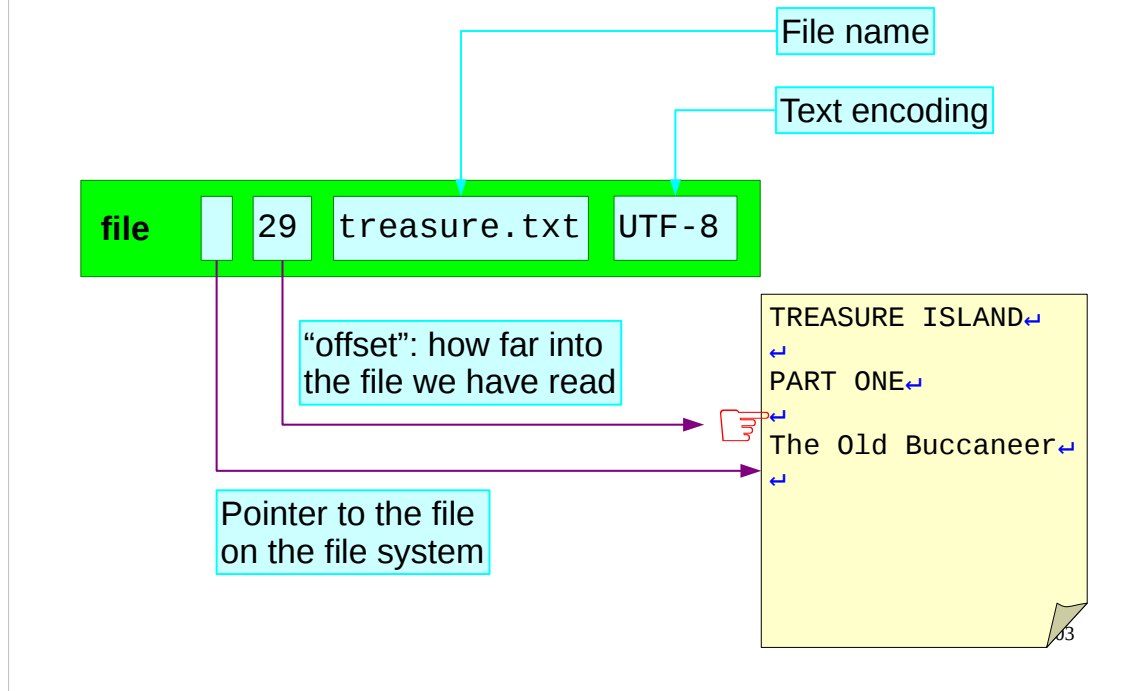 File name
Text encoding
file 29 treasure.txt UTF-8
“offset”: how far into
the file we have read
TREASURE ISLAND↵
↵
PART ONE↵
↵
The Old Buccaneer↵
↵
Pointer to the file
on the file system